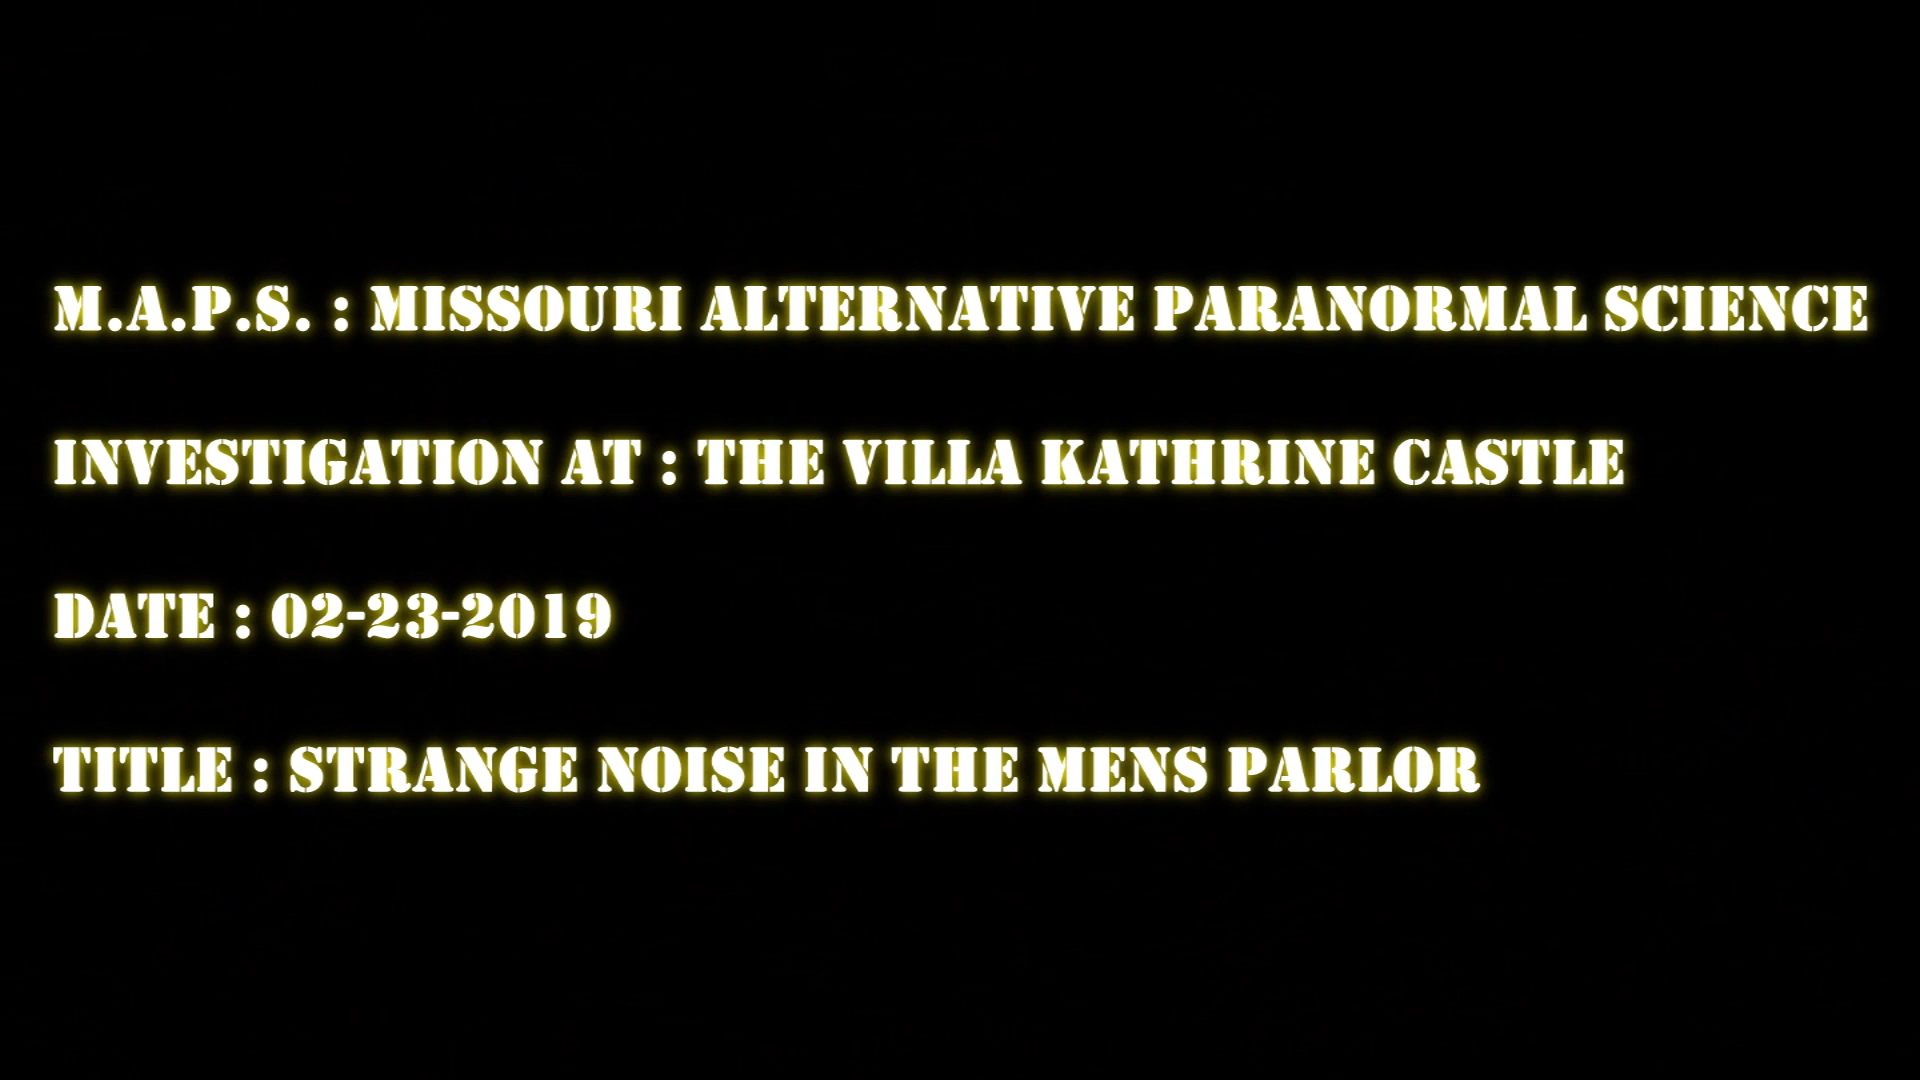 M.A.P.S. : MISSOURI ALTERNATIVE PARANORMAL SCIENCE
INVESTIGATION AT : THE VILLA KATHRINE CASTLE
DATE : 02-23-2019
TITLE : STRANGE NOISE IN THE MENS PARLOR